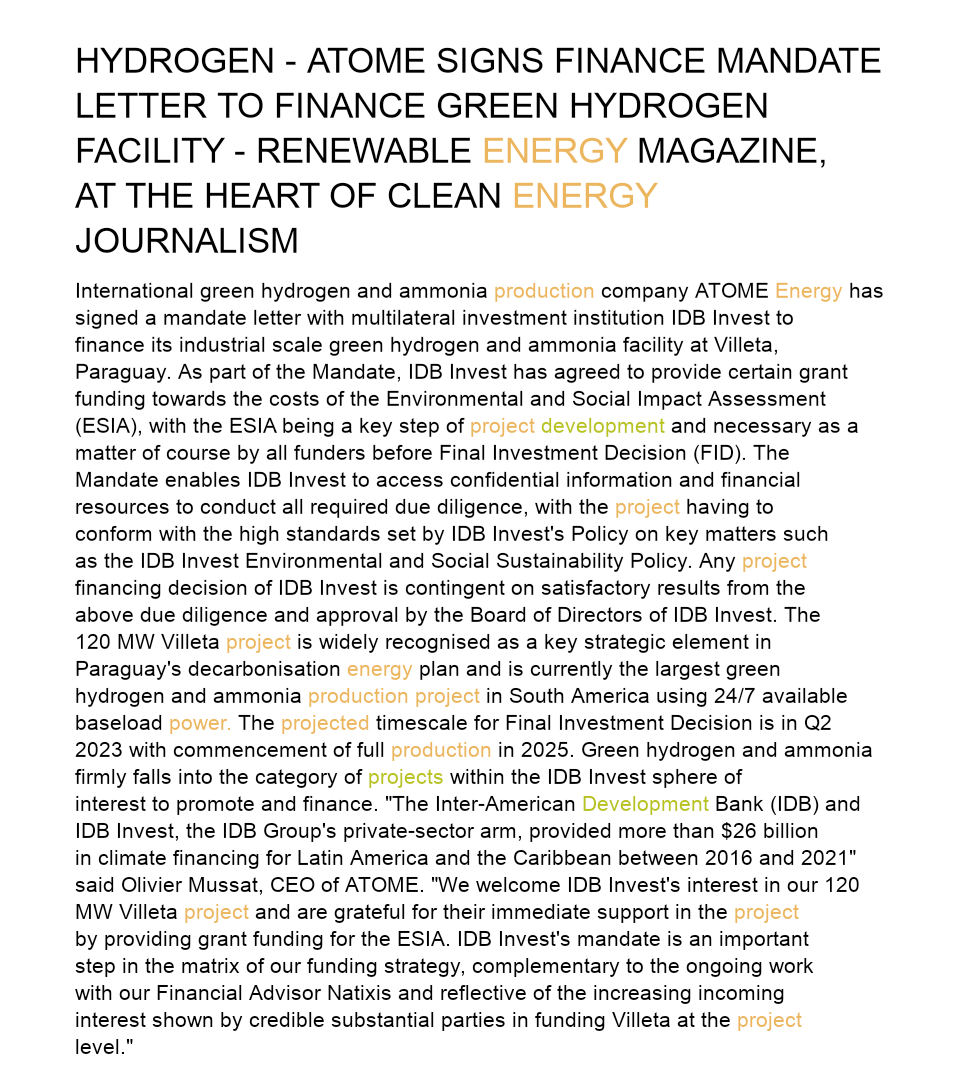 HYDROGEN - ATOME SIGNS FINANCE MANDATE
LETTER TO FINANCE GREEN HYDROGEN
FACILITY - RENEWABLE ENERGY MAGAZINE,
AT THE HEART OF CLEAN ENERGY
JOURNALISM
International green hydrogen and ammonia production company ATOME Energy has
signed a mandate letter with multilateral investment institution IDB Invest to
finance its industrial scale green hydrogen and ammonia facility at Villeta,
Paraguay. As part of the Mandate, IDB Invest has agreed to provide certain grant
funding towards the costs of the Environmental and Social Impact Assessment
(ESIA), with the ESIA being a key step of project development and necessary as a
matter of course by all funders before Final Investment Decision (FID). The
Mandate enables IDB Invest to access confidential information and financial
resources to conduct all required due diligence, with the project having to
conform with the high standards set by IDB Invest's Policy on key matters such
as the IDB Invest Environmental and Social Sustainability Policy. Any project
financing decision of IDB Invest is contingent on satisfactory results from the
above due diligence and approval by the Board of Directors of IDB Invest. The
120 MW Villeta project is widely recognised as a key strategic element in
Paraguay's decarbonisation energy plan and is currently the largest green
hydrogen and ammonia production project in South America using 24/7 available
baseload power. The projected timescale for Final Investment Decision is in Q2
2023 with commencement of full production in 2025. Green hydrogen and ammonia
firmly falls into the category of projects within the IDB Invest sphere of
interest to promote and finance. "The Inter-American Development Bank (IDB) and
IDB Invest, the IDB Group's private-sector arm, provided more than $26 billion
in climate financing for Latin America and the Caribbean between 2016 and 2021"
said Olivier Mussat, CEO of ATOME. "We welcome IDB Invest's interest in our 120
MW Villeta project and are grateful for their immediate support in the project
by providing grant funding for the ESIA. IDB Invest's mandate is an important
step in the matrix of our funding strategy, complementary to the ongoing work
with our Financial Advisor Natixis and reflective of the increasing incoming
interest shown by credible substantial parties in funding Villeta at the project
level."